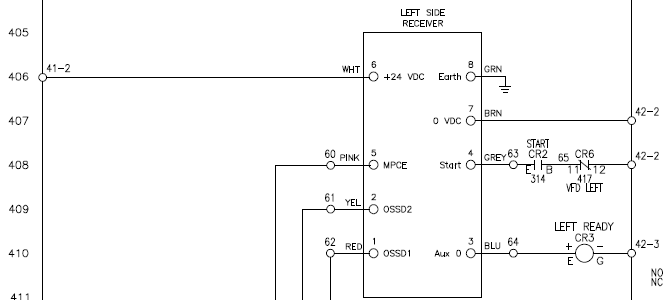 LEFT SIDE
RECEIVER
405
406
41-2
WHT
6
+24 VDC
Earth
8
GRN
407
0 VDC
7
BRN
42-2
408
60
PINK
5
MPCE
Start
4
GREY
63
START
CR2
E
B
314
65
CR6
11
12
417
VFD LEFT
42-2
409
61
YEL
2
OSSD2
410
62
RED
1
OSSD1
Aux 0
3
BLU
64
LEFT READY
CR3
+
-
E
G
42-3
NO
NC
411